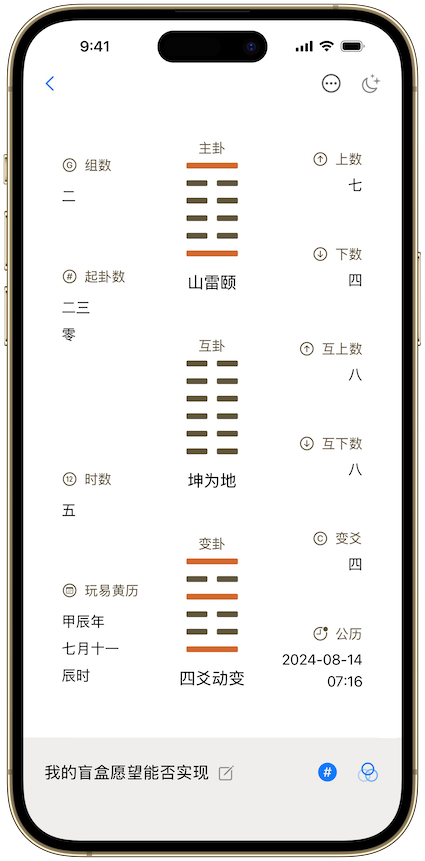 9:41
主卦
组数
二
上数
七
山雷颐
下数
四
起卦数
二三
零
互卦
互上数
八
坤为地
互下数
八
时数
五
变卦
变爻
四
玩易黄历
甲辰年
七月十一
辰时
四爻动变
公历
2024-08-14
07:16
我的盲盒愿望能否实现